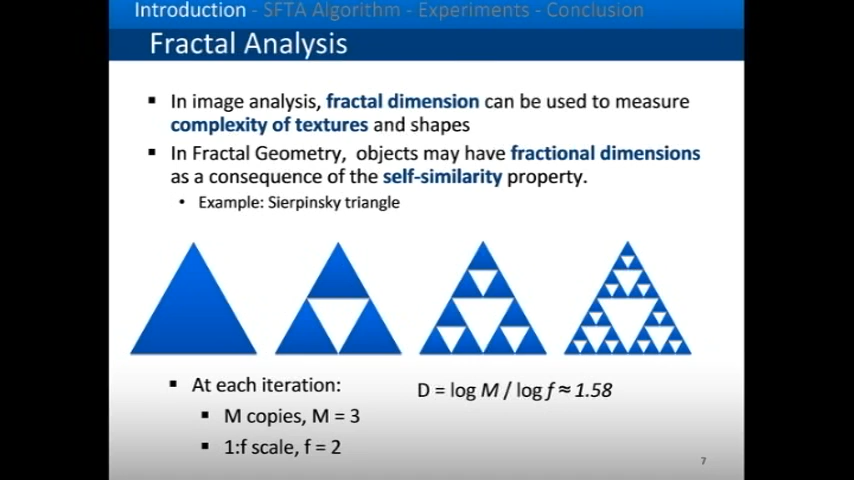 Introduction - SFTA Algorithm - Experiments - Conclusion
Fractal Analysis
▪ In image analysis, fractal dimension can be used to measure
complexity of textures and shapes
▪ In Fractal Geometry, objects may have fractional dimensions
as a consequence of the self-similarity property.
• Example: Sierpinsky triangle
▪ At each iteration:
D = log M / log f ≈ 1.58
▪ M copies, M = 3
▪ 1:f scale, f = 2
7